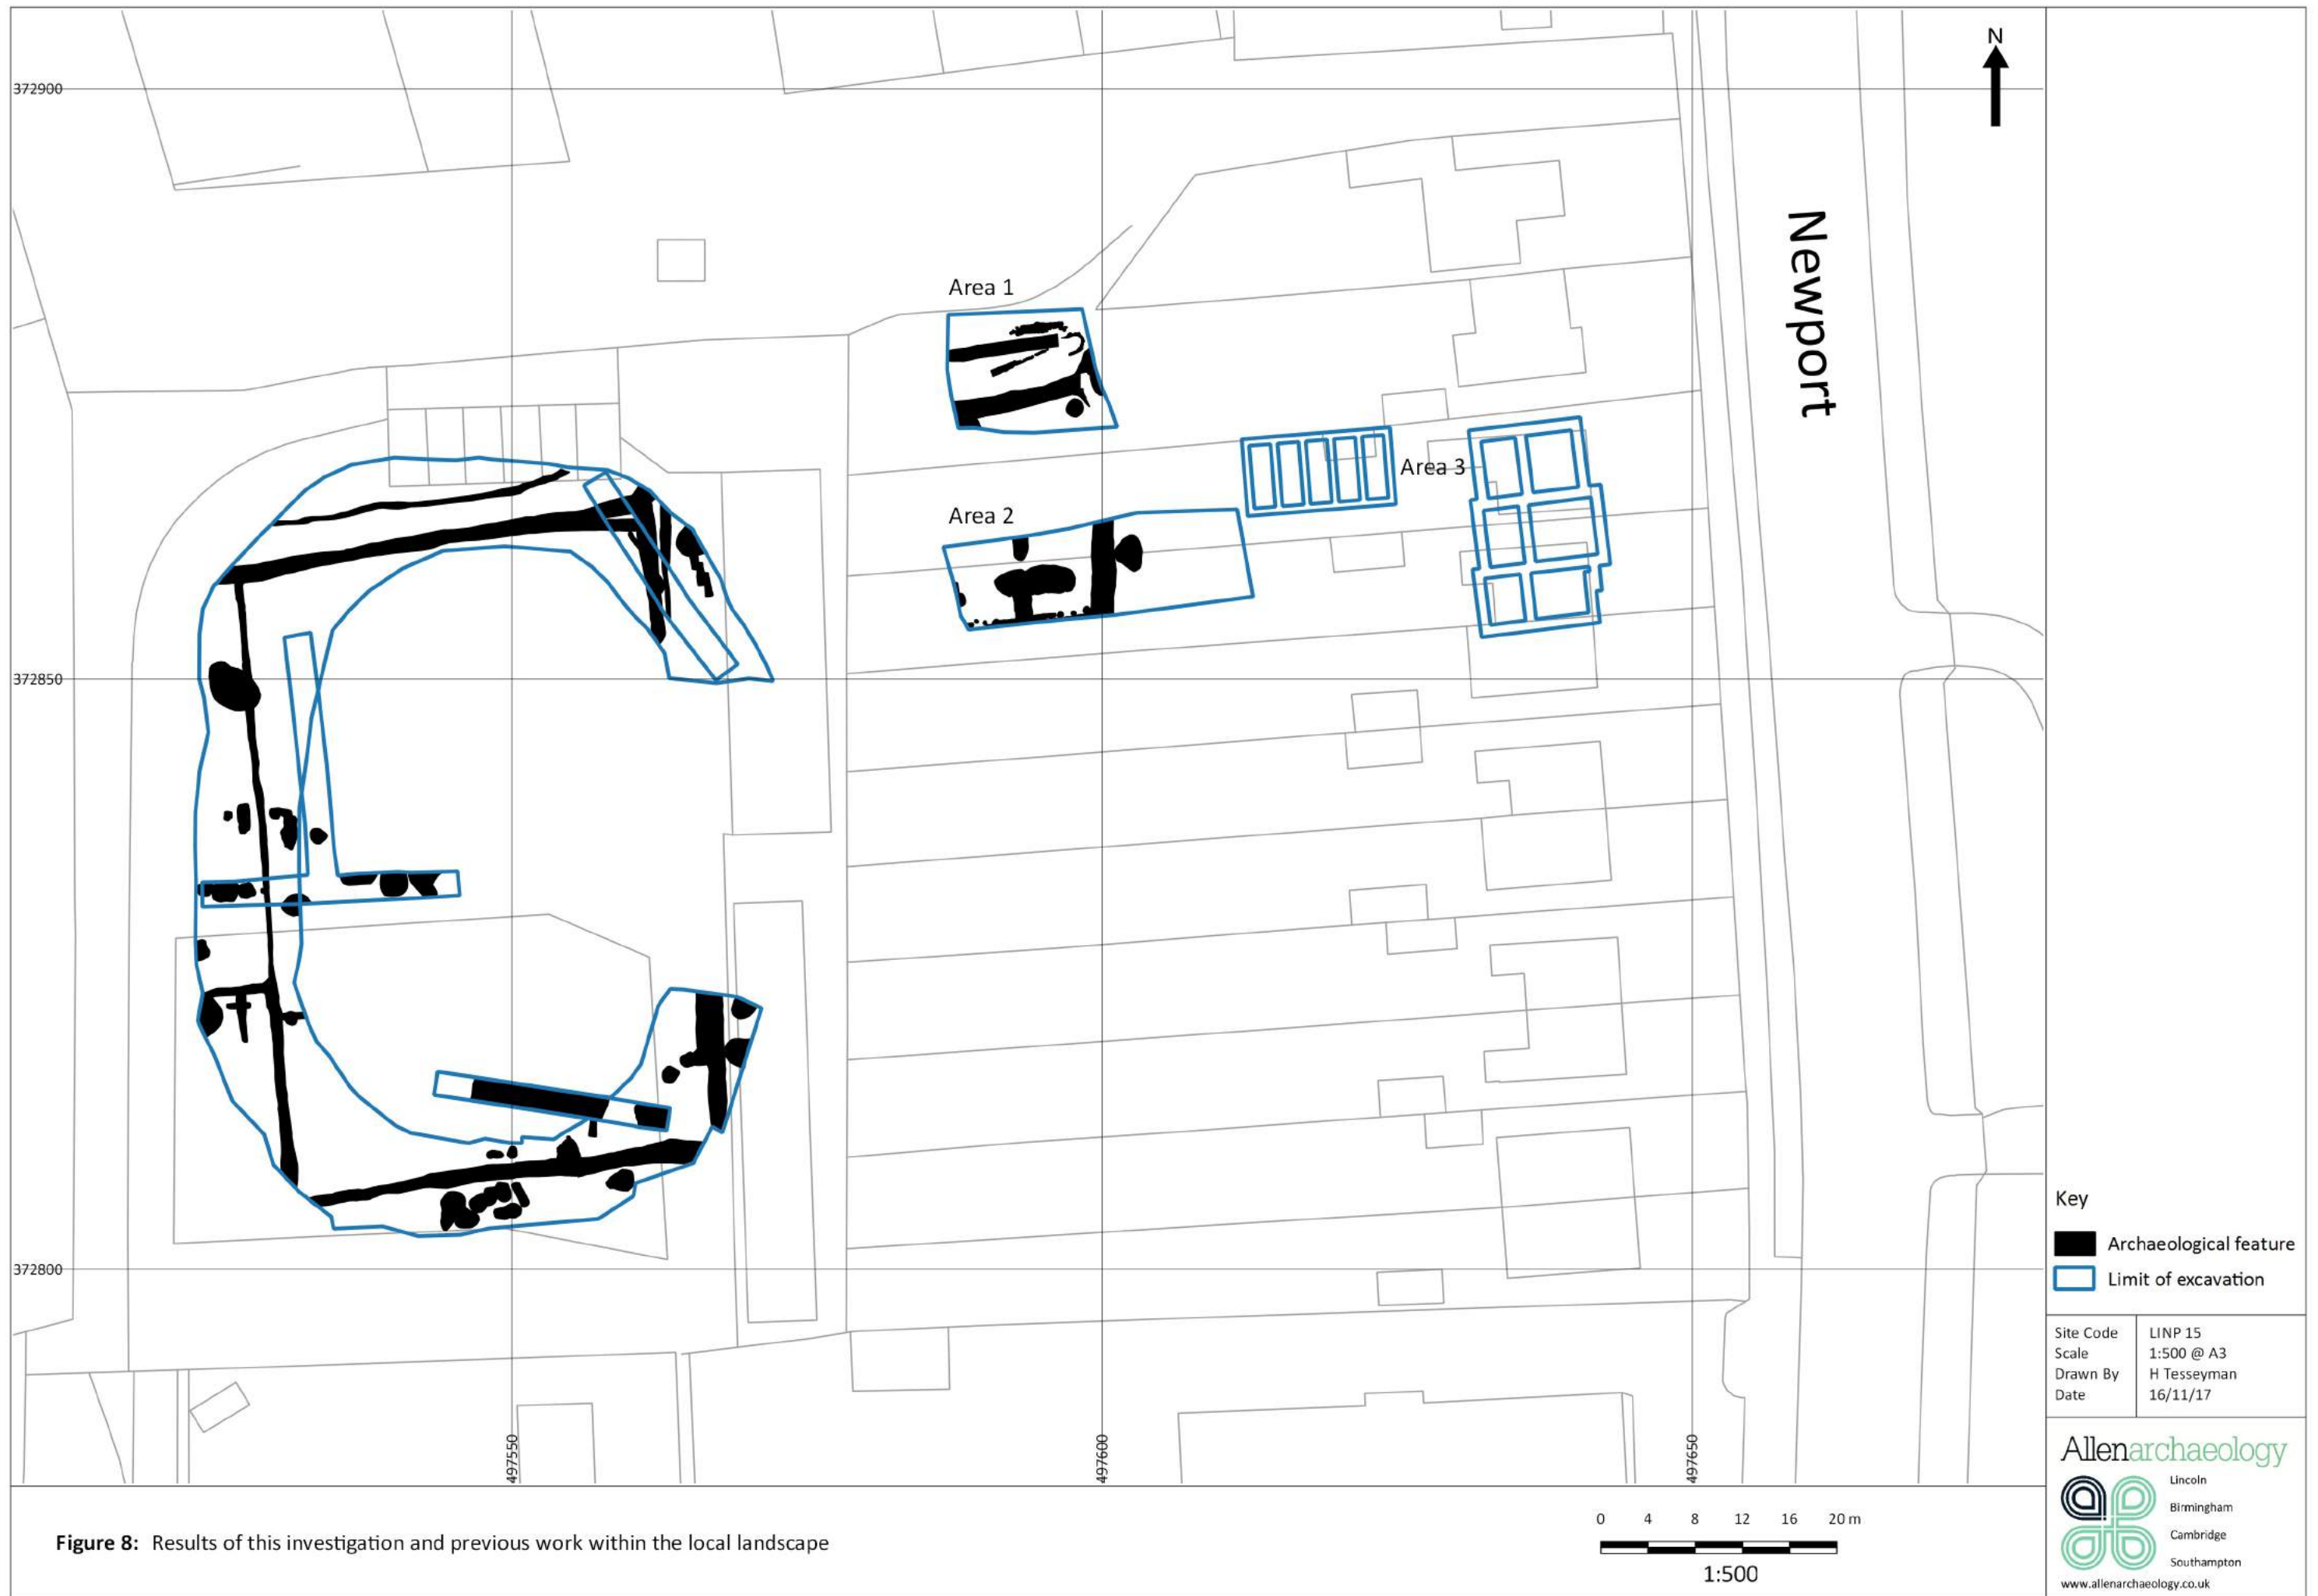 N
372900
Newport
Area 1
Area 3
Area 2
372850
Key
Archaeological feature
372800
Limit of excavation
Site Code LINP 15
Scale 1:500 @ A3
Drawn By H Tesseyman
Date 16/11/17
497550
497600
497650
Allenarchaeology
Lincoln
Birmingham
Cambridge
Southampton
www.allenarchaeology.co.uk
Figure 8: Results of this investigation and previous work within the local landscape
0 4 8 12 16 20 m
1:500